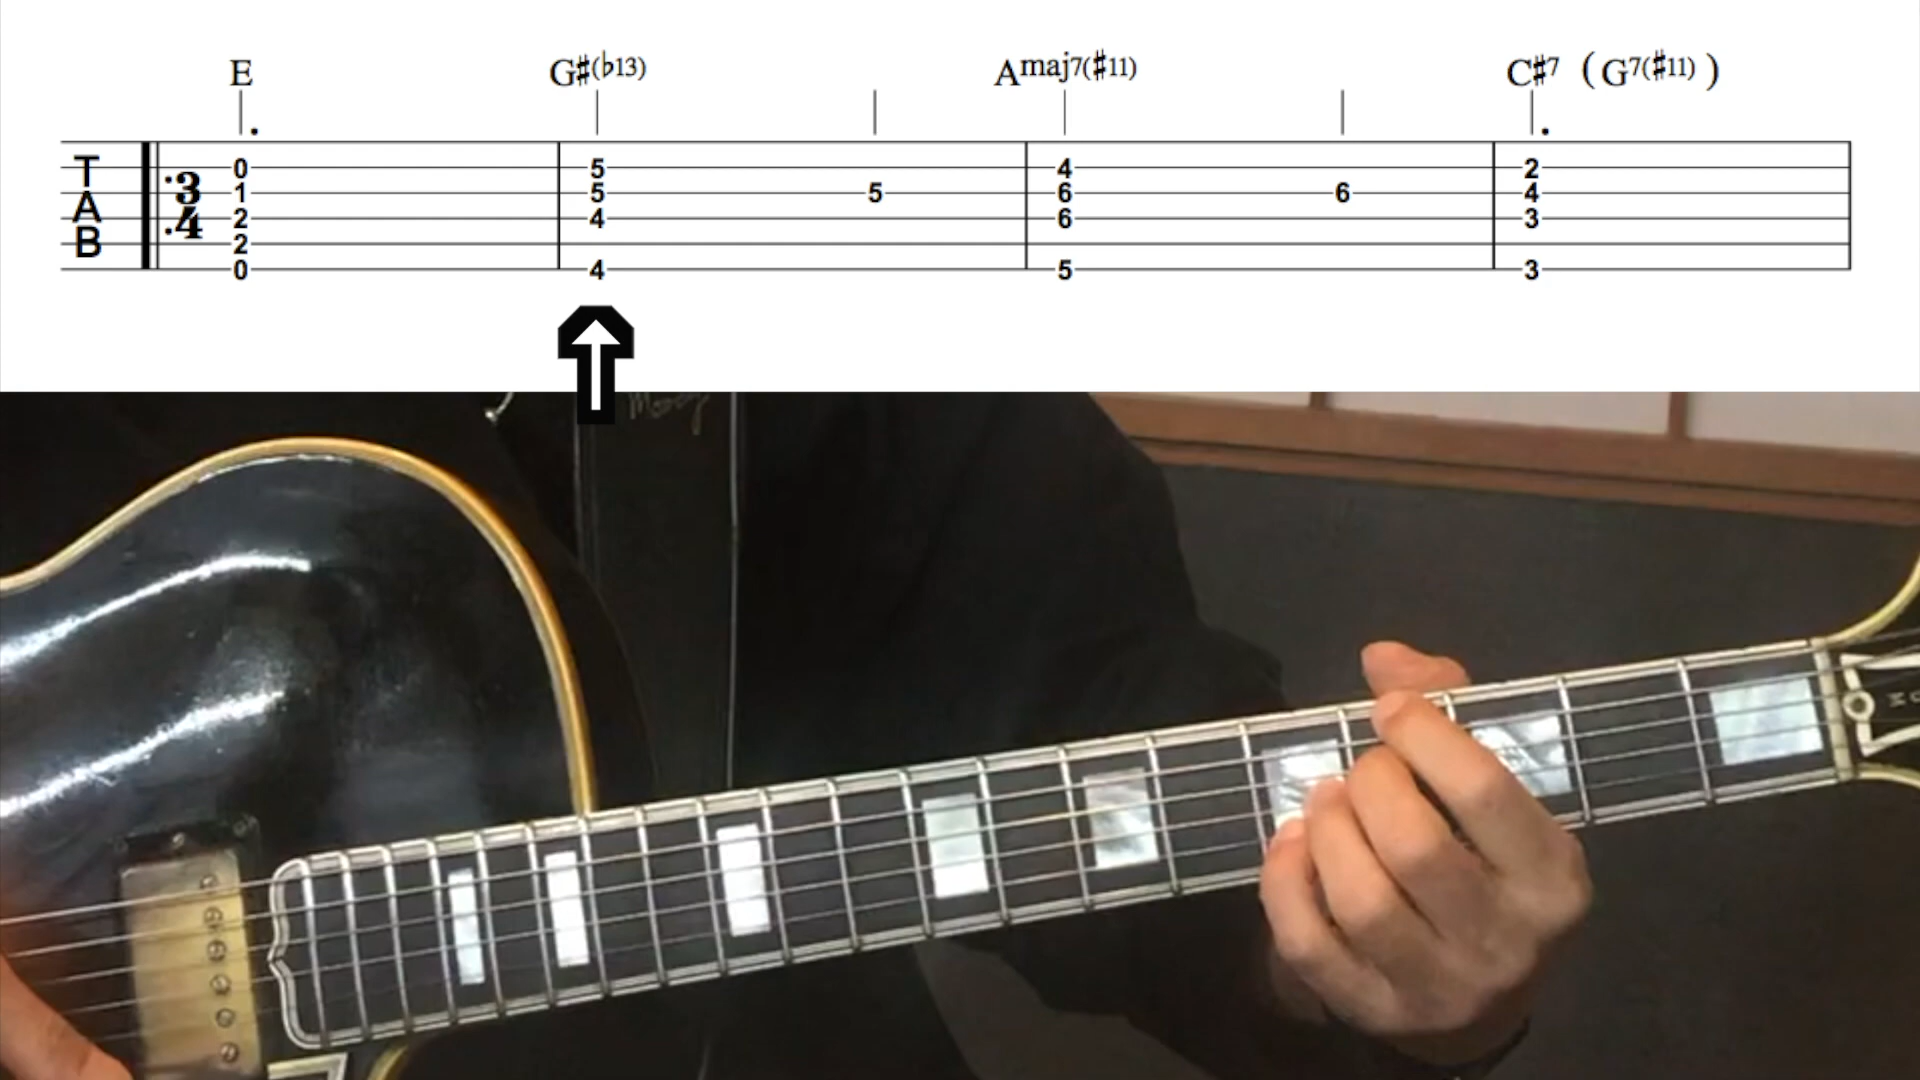 E G♯(♭13) Amaj7(♯11) C♯7 ( G7(♯11) )
T A B
3 4
0 5 4 2
1 5 5 6 6 4
2 4 6 3
2
0 4 5 3
Moody